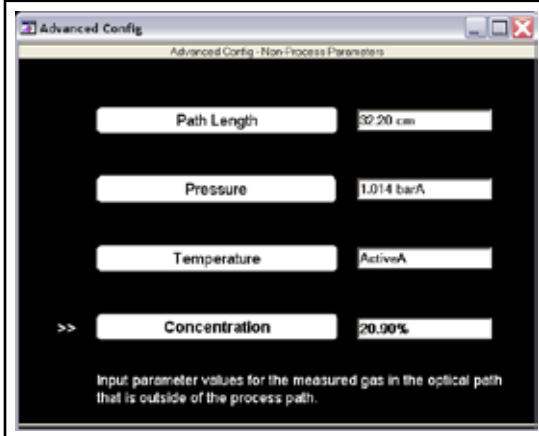 Advanced Config
Advanced Config - Non-Process Parameters
Path Length 32.20 cm
Pressure 1.014 barA
Temperature ActiveA
>> Concentration 20.90%
Input parameter values for the measured gas in the optical path
that is outside of the process path.